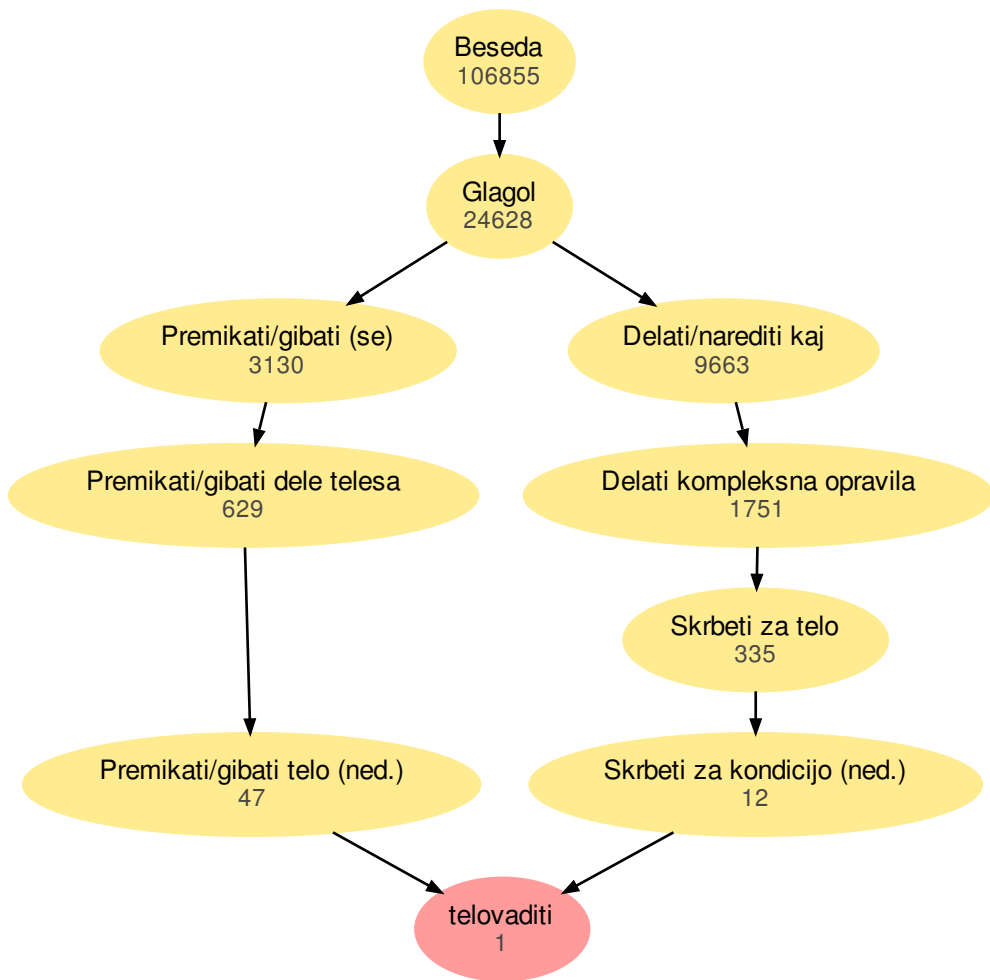 Beseda
106855
Glagol
24628
Premikati/gibati (se)
3130
Delati/narediti kaj
9663
Premikati/gibati dele telesa
629
Delati kompleksna opravila
1751
Skrbeti za telo
335
Premikati/gibati telo (ned.)
47
Skrbeti za kondicijo (ned.)
12
telovaditi
1